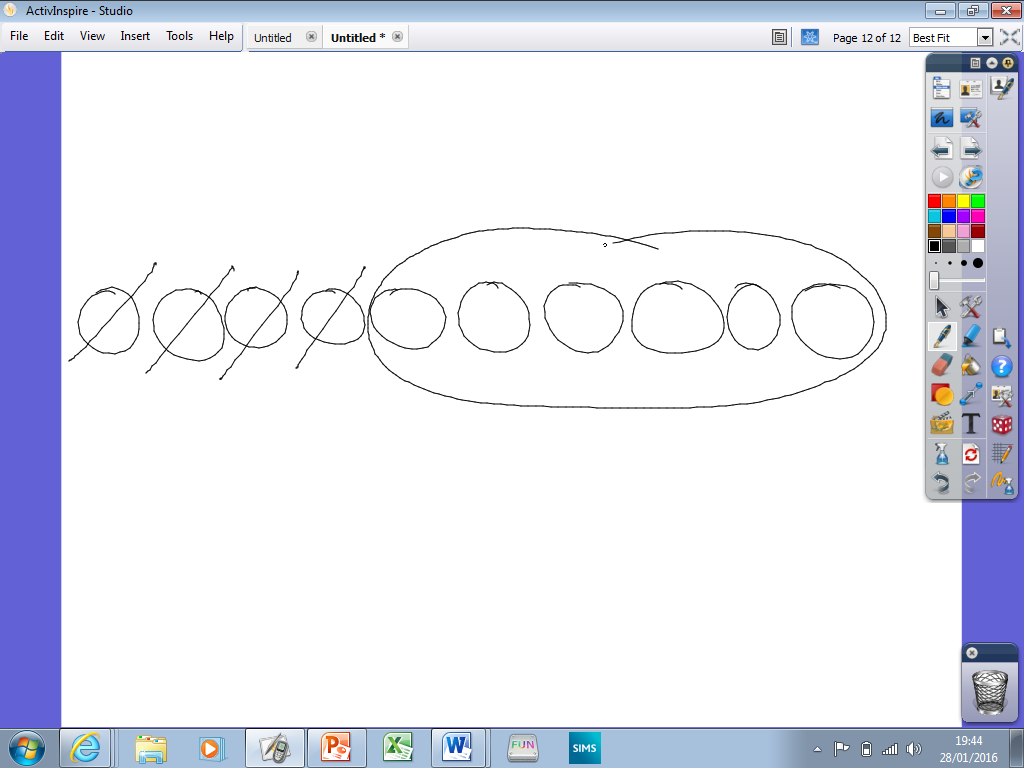 ActivInspire - Studio
File Edit View Insert Tools Help
Untitled
Untitled *
Page 12 of 12
Best Fit
T
?
P
X
W
FUN
SIMS
19:44
28/01/2016